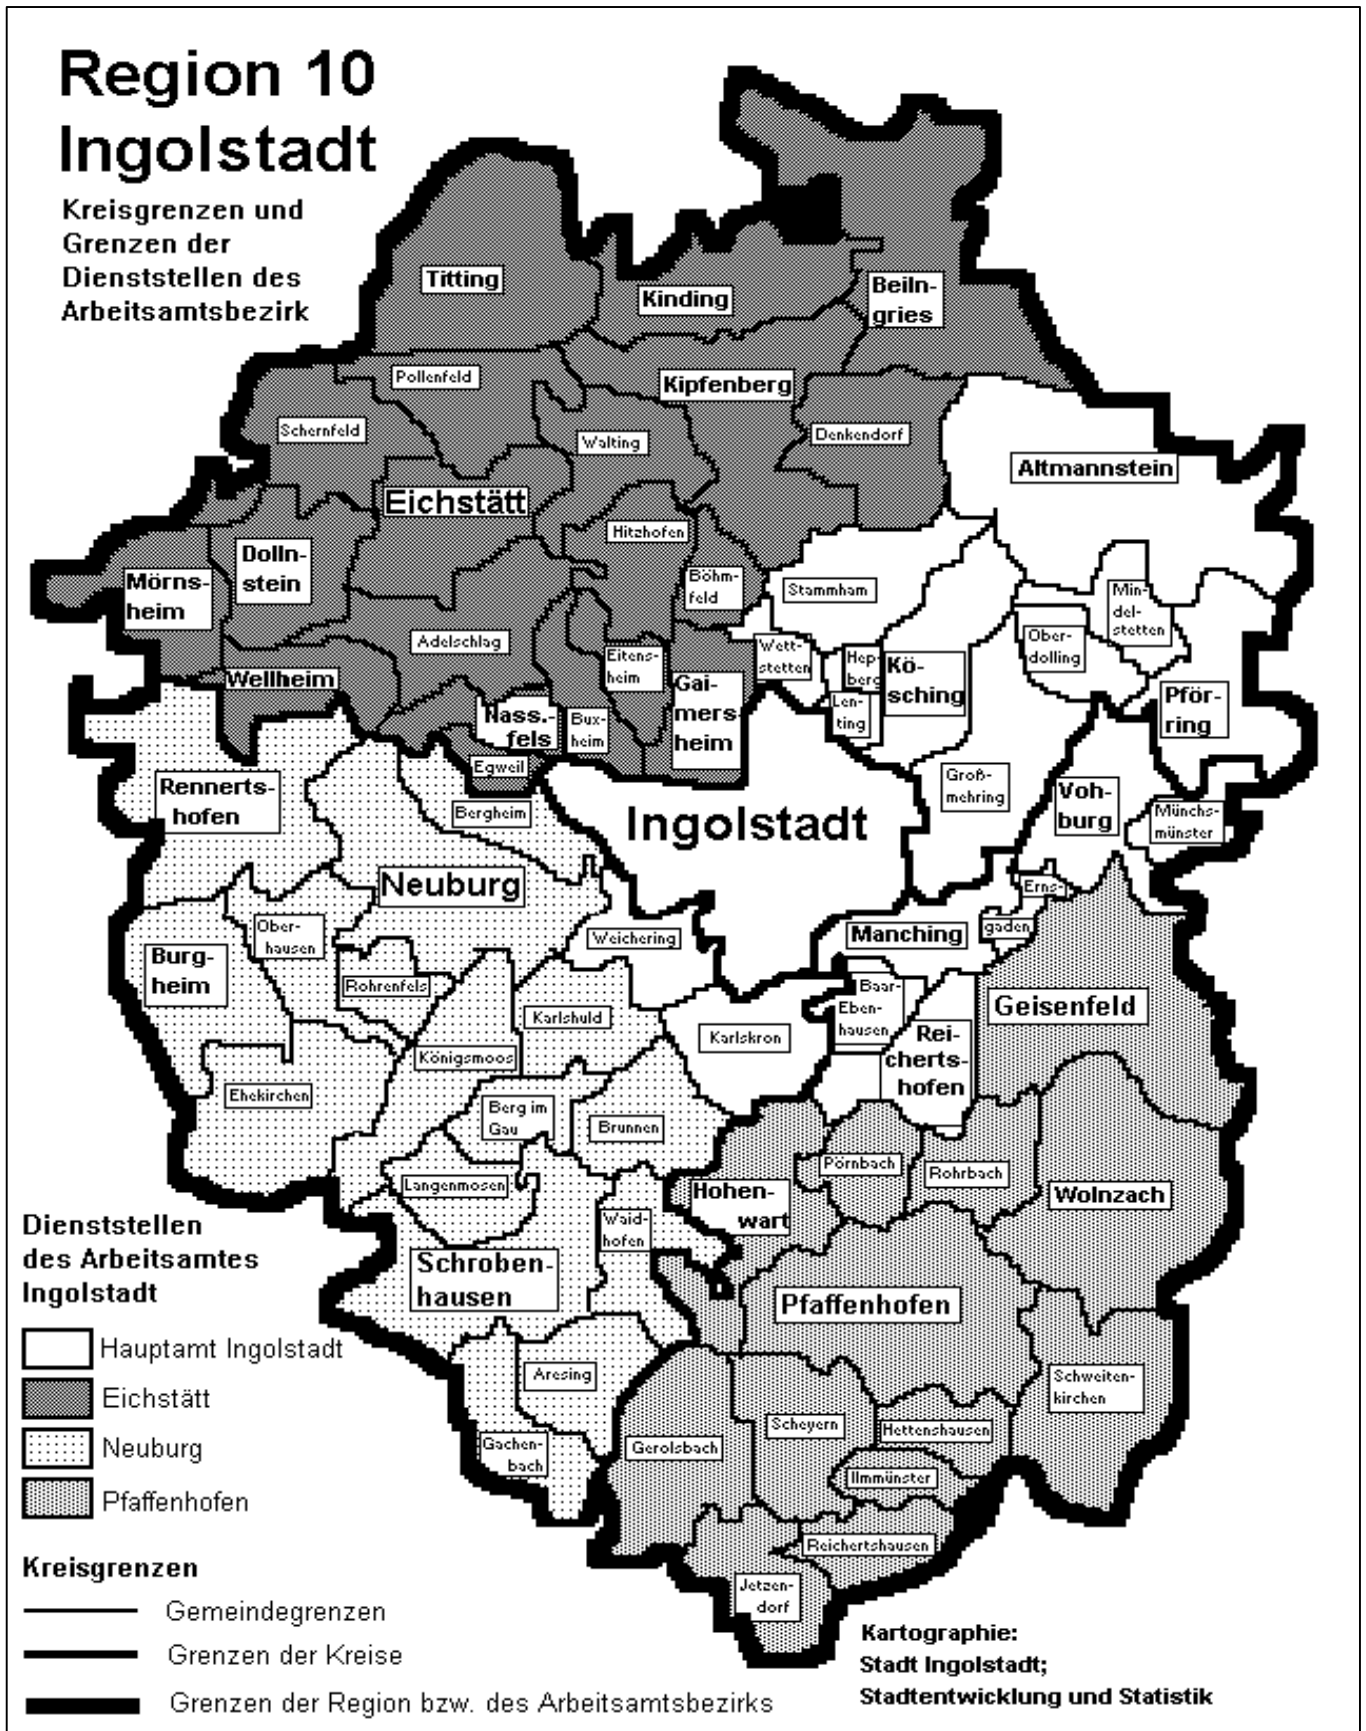 Region 10
Ingolstadt
Kreisgrenzen und
Grenzen der
Dienststellen des
Arbeitsamtsbezirk
Titting
Kinding
Beiln-
gries
Pollenfeld
Kipfenberg
Schernfeld
Walting
Denkendorf
Altmannstein
Eichstätt
Hitzhofen
Dolln-
stein
Mörns-
heim
Böhm-
feld
Stammham
Min-
del-
stetten
Adelschlag
Eitens-
heim
Wett-
stetten
Hep-
berg
Kö-
sching
Ober-
dolling
Wellheim
Gai-
mers-
heim
Len-
ting
Pför-
ring
Nass.-
fels
Bux-
heim
Egweil
Rennerts-
hofen
Bergheim
Ingolstadt
Groß-
mehring
Voh-
burg
Münchs-
münster
Neuburg
Erns-
gaden
Ober-
hausen
Weichering
Manching
Burg-
heim
Rohrenfels
Baar-
Eben-
hausen
Geisenfeld
Karlshuld
Karlskron
Rei-
cherts-
hofen
Königsmoos
Ehekirchen
Berg im
Gau
Brunnen
Pörnbach
Rohrbach
Langenmosen
Hohen-
wart
Wolnzach
Waid-
hofen
Schroben-
hausen
Pfaffenhofen
Aresing
Schweiten-
kirchen
Scheyern
Hettenshausen
Gachen-
bach
Gerolsbach
Ilmmünster
Reichertshausen
Jetzen-
dorf
Dienststellen
des Arbeitsamtes
Ingolstadt
Hauptamt Ingolstadt
Eichstätt
Neuburg
Pfaffenhofen
Kreisgrenzen
Gemeindegrenzen
Grenzen der Kreise
Grenzen der Region bzw. des Arbeitsamtsbezirks
Kartographie:
Stadt Ingolstadt;
Stadtentwicklung und Statistik